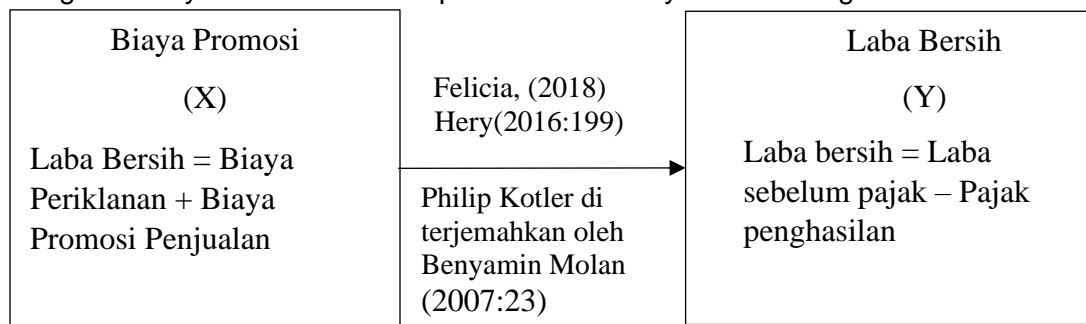 Biaya Promosi
(X)
Laba Bersih = Biaya
Periklanan + Biaya
Promosi Penjualan
Felicia, (2018)
Hery(2016:199)
Philip Kotler di
terjemahkan oleh
Benyamin Molan
(2007:23)
Laba Bersih
(Y)
Laba bersih = Laba
sebelum pajak – Pajak
penghasilan